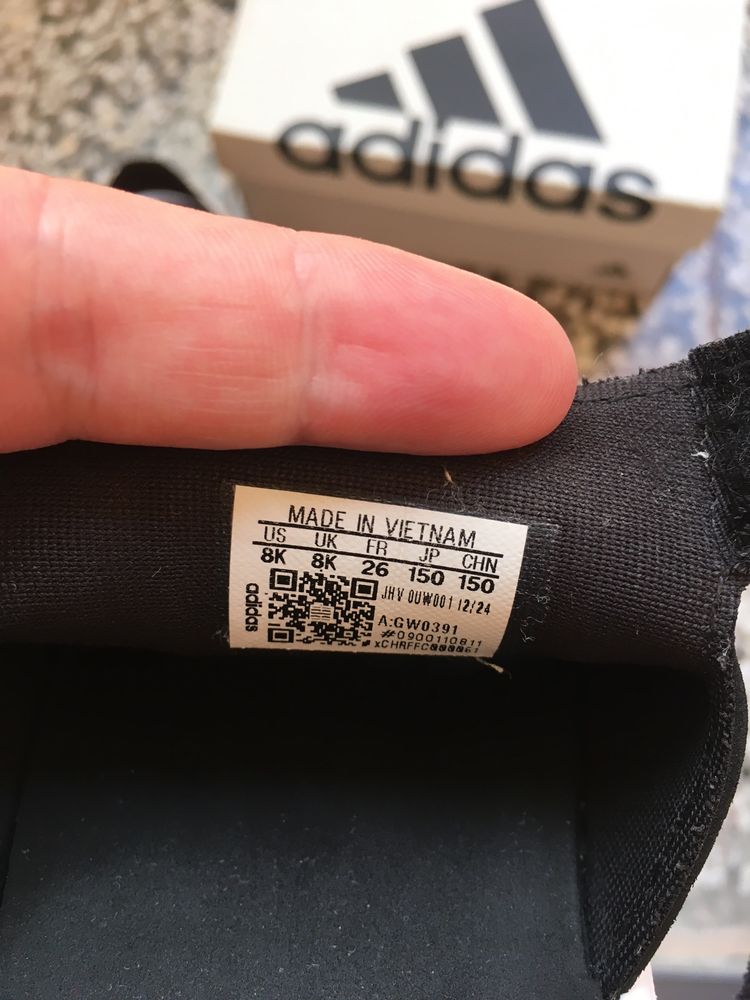 adidas
MADE IN VIETNAM
US UK FR JP CHN
8K 8K 26 150 150
JHV 0UW001 12/24
adidas
A:GW0391
#0900110811